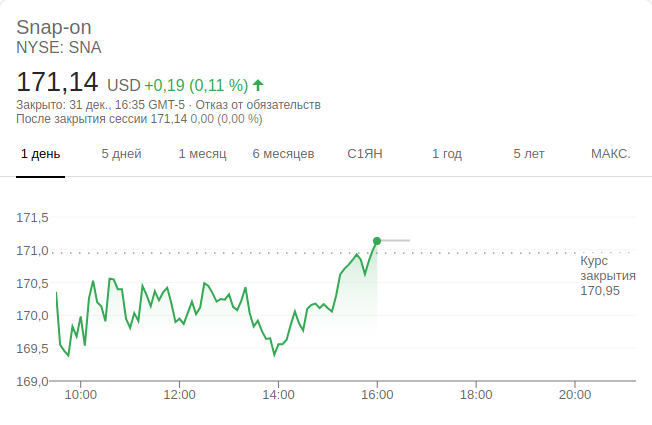 Snap-on
NYSE: SNA
171,14 USD +0,19 (0,11 %)
Закрыто: 31 дек., 16:35 GMT-5 · Отказ от обязательств
После закрытия сессии 171,14 0,00 (0,00 %)
1 день 5 дней 1 месяц 6 месяцев С1ЯН 1 год 5 лет МАКС.
171,5
171,0
170,5
170,0
169,5
169,0
Курс
закрытия
170,95
10:00 12:00 14:00 16:00 18:00 20:00